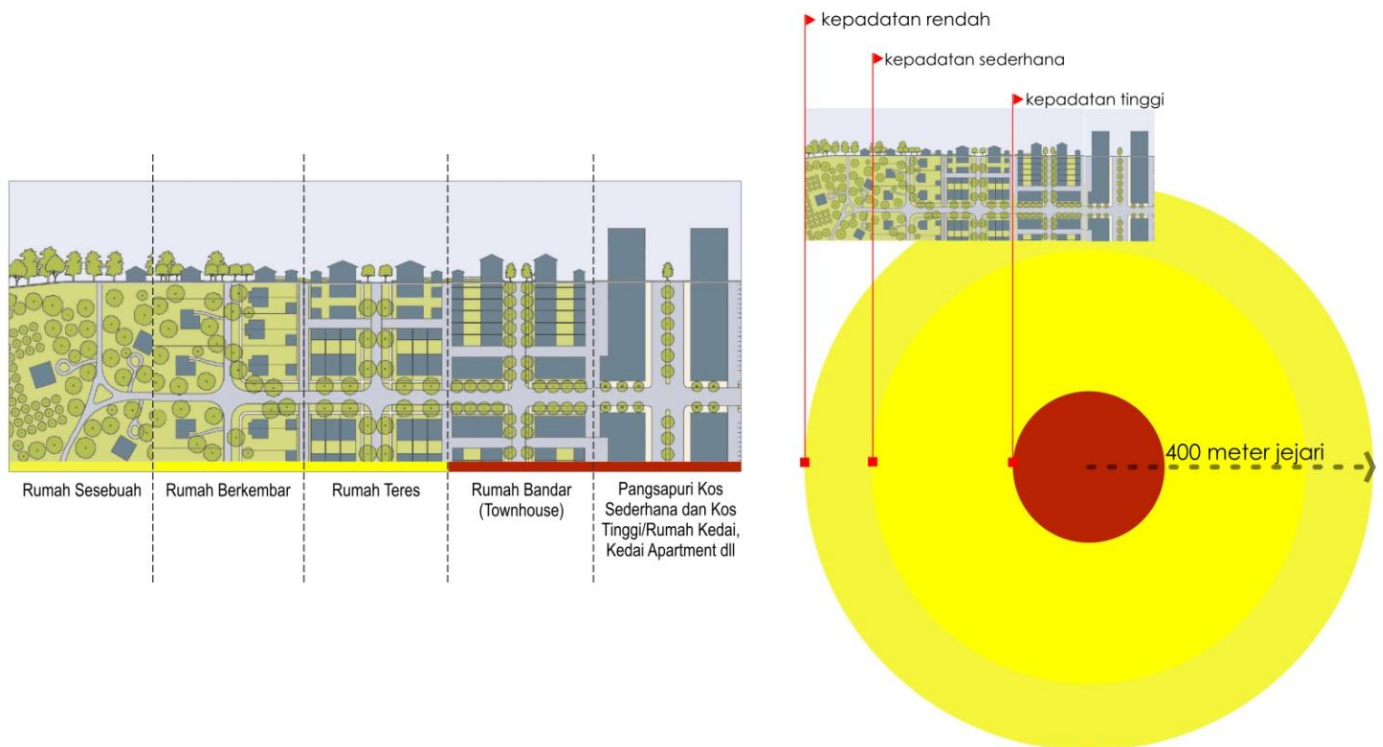 kepadatan rendah
kepadatan sederhana
kepadatan tinggi
400 meter jejari
Rumah Sesebuah
Rumah Berkembar
Rumah Teres
Rumah Bandar
(Townhouse)
Pangsapuri Kos
Sederhana dan Kos
Tinggi/Rumah Kedai,
Kedai Apartment dll